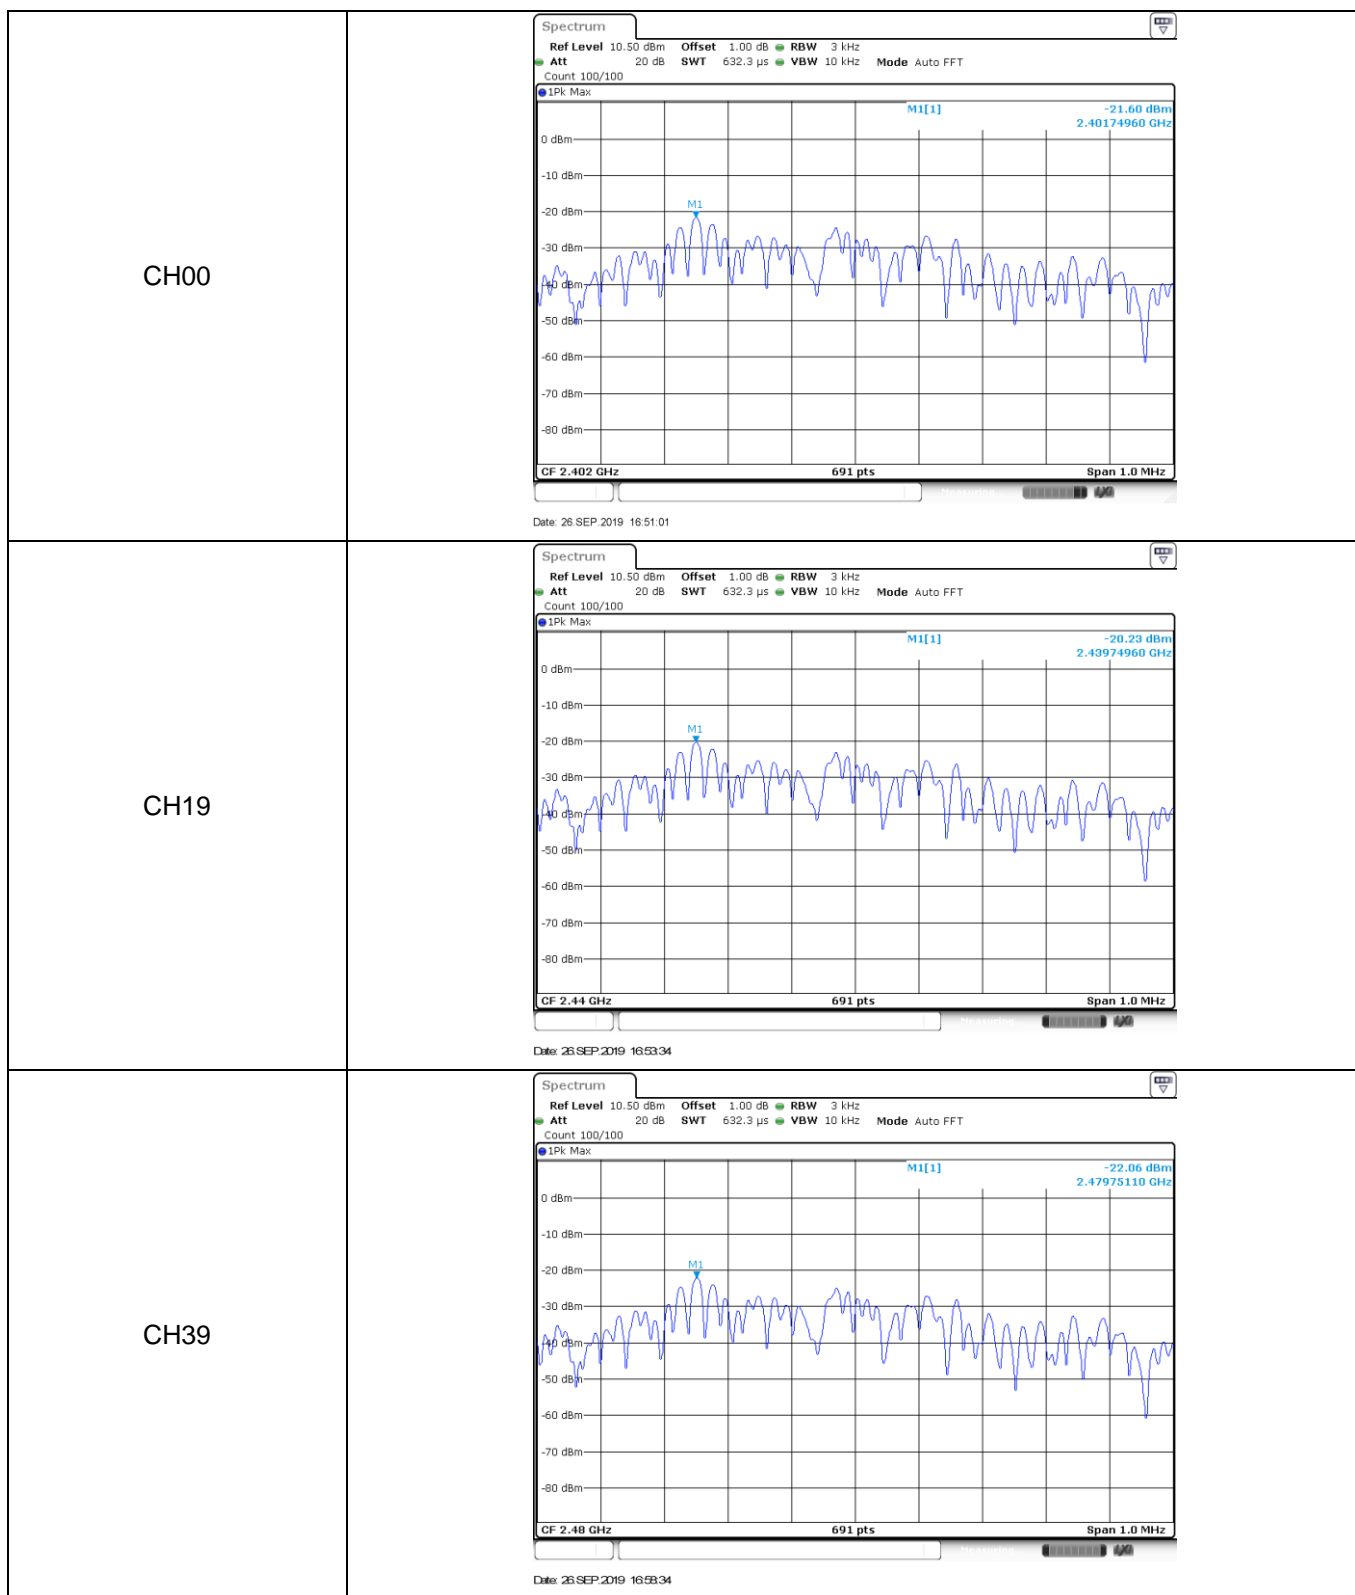 CH00
Spectrum
Ref Level 10.50 dBm Offset 1.00 dB RBW 3 kHz
Att 20 dB SWT 632.3 µs VBW 10 kHz Mode Auto FFT
Count 100/100
1Pk Max
M1[1] -21.60 dBm
2.40174960 GHz
0 dBm
-10 dBm
-20 dBm
M1
-30 dBm
-40 dBm
-50 dBm
-60 dBm
-70 dBm
-80 dBm
CF 2.402 GHz 691 pts Span 1.0 MHz
Measuring
Date: 26.SEP.2019 16:51:01
CH19
Spectrum
Ref Level 10.50 dBm Offset 1.00 dB RBW 3 kHz
Att 20 dB SWT 632.3 µs VBW 10 kHz Mode Auto FFT
Count 100/100
1Pk Max
M1[1] -20.23 dBm
2.43974960 GHz
0 dBm
-10 dBm
M1
-20 dBm
-30 dBm
-40 dBm
-50 dBm
-60 dBm
-70 dBm
-80 dBm
CF 2.44 GHz 691 pts Span 1.0 MHz
Measuring
Date: 26.SEP.2019 16:53:34
CH39
Spectrum
Ref Level 10.50 dBm Offset 1.00 dB RBW 3 kHz
Att 20 dB SWT 632.3 µs VBW 10 kHz Mode Auto FFT
Count 100/100
1Pk Max
M1[1] -22.06 dBm
2.47975110 GHz
0 dBm
-10 dBm
M1
-20 dBm
-30 dBm
-40 dBm
-50 dBm
-60 dBm
-70 dBm
-80 dBm
CF 2.48 GHz 691 pts Span 1.0 MHz
Measuring
Date: 26.SEP.2019 16:58:34